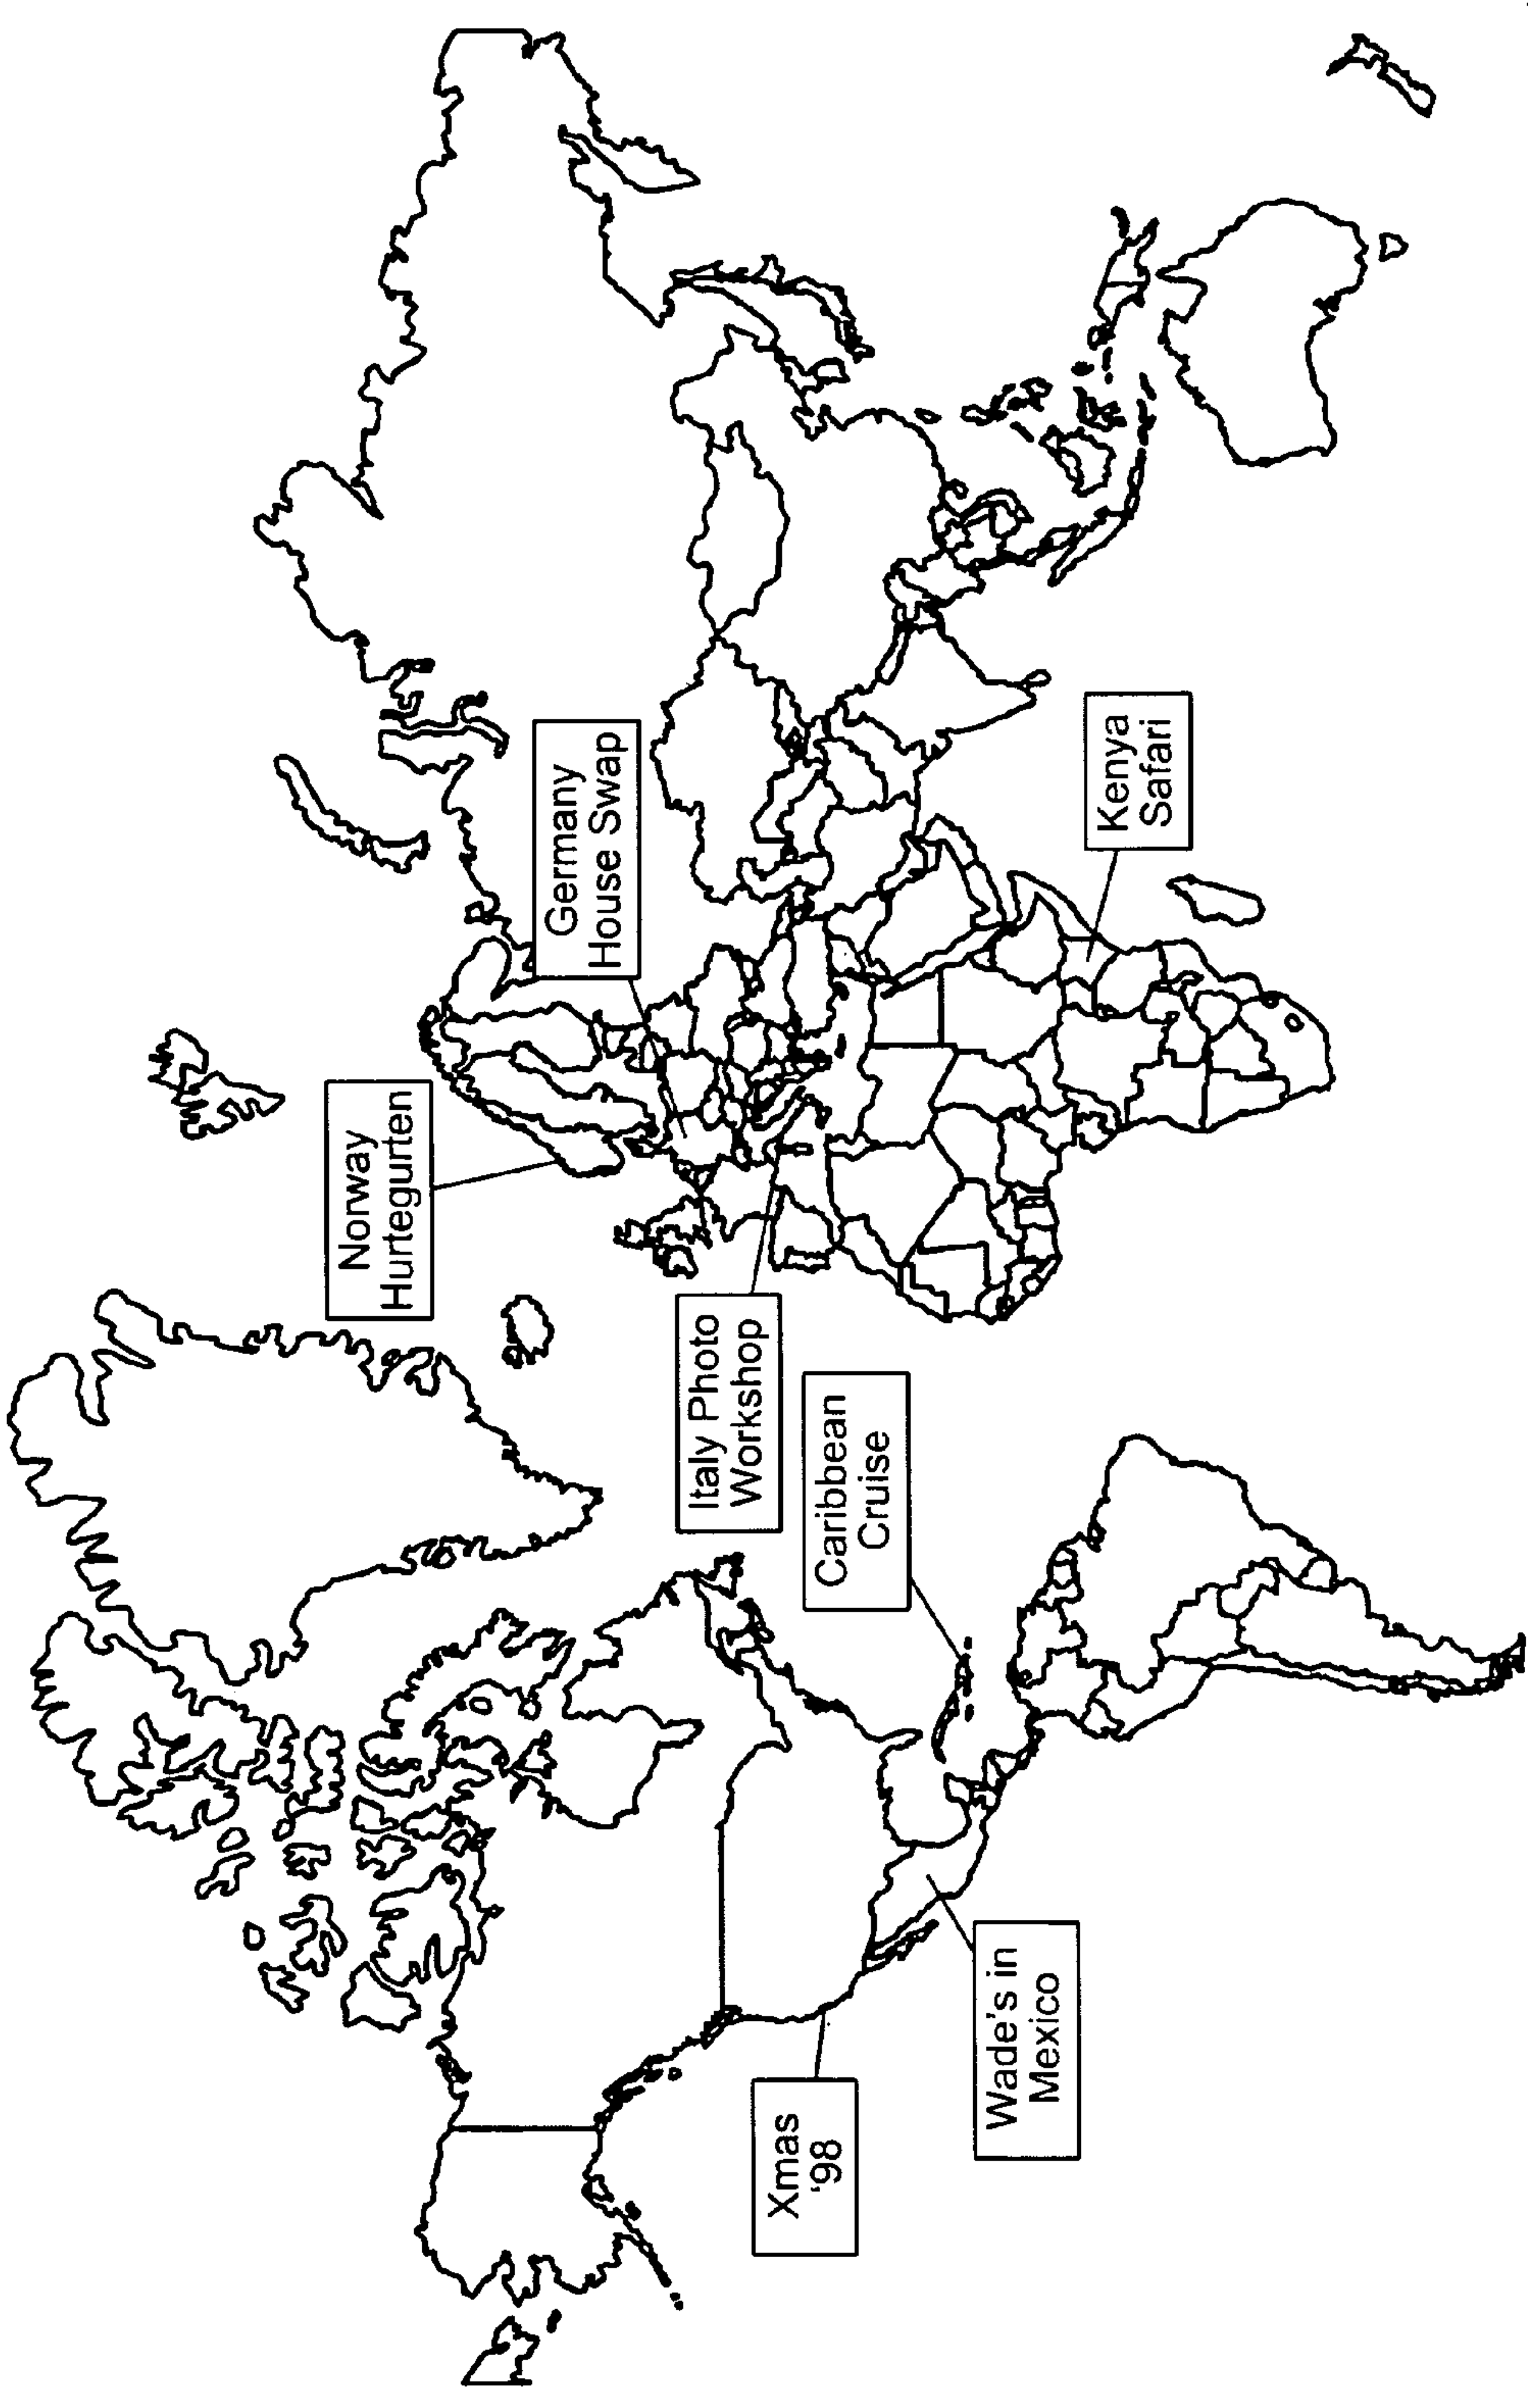 Norway
Hurtegurten
Germany
House Swap
Italy Photo
Workshop
Caribbean
Cruise
Xmas
'98
Wade's in
Mexico
Kenya
Safari